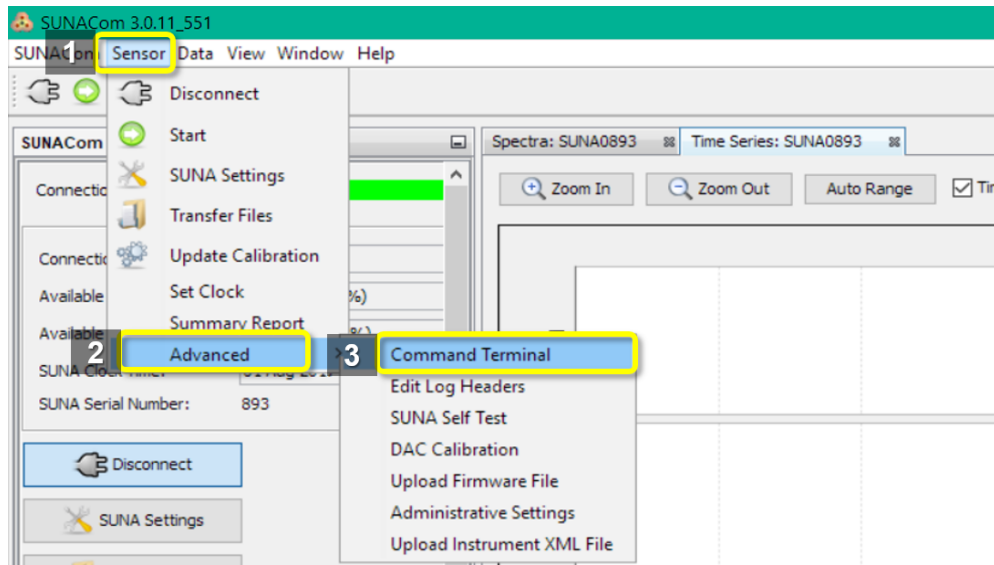 SUNACom 3.0.11_551
1
Sensor Data View Window Help
Disconnect
Start
SUNA Settings
Transfer Files
Update Calibration
Set Clock
Summary Report
2
Advanced
3
Command Terminal
Edit Log Headers
SUNA Self Test
DAC Calibration
Upload Firmware File
Administrative Settings
Upload Instrument XML File
SUNACom
Available
Available
SUNA Serial Number: 893
Disconnect
SUNA Settings
Spectra: SUNA0893
Time Series: SUNA0893
Zoom In
Zoom Out
Auto Range